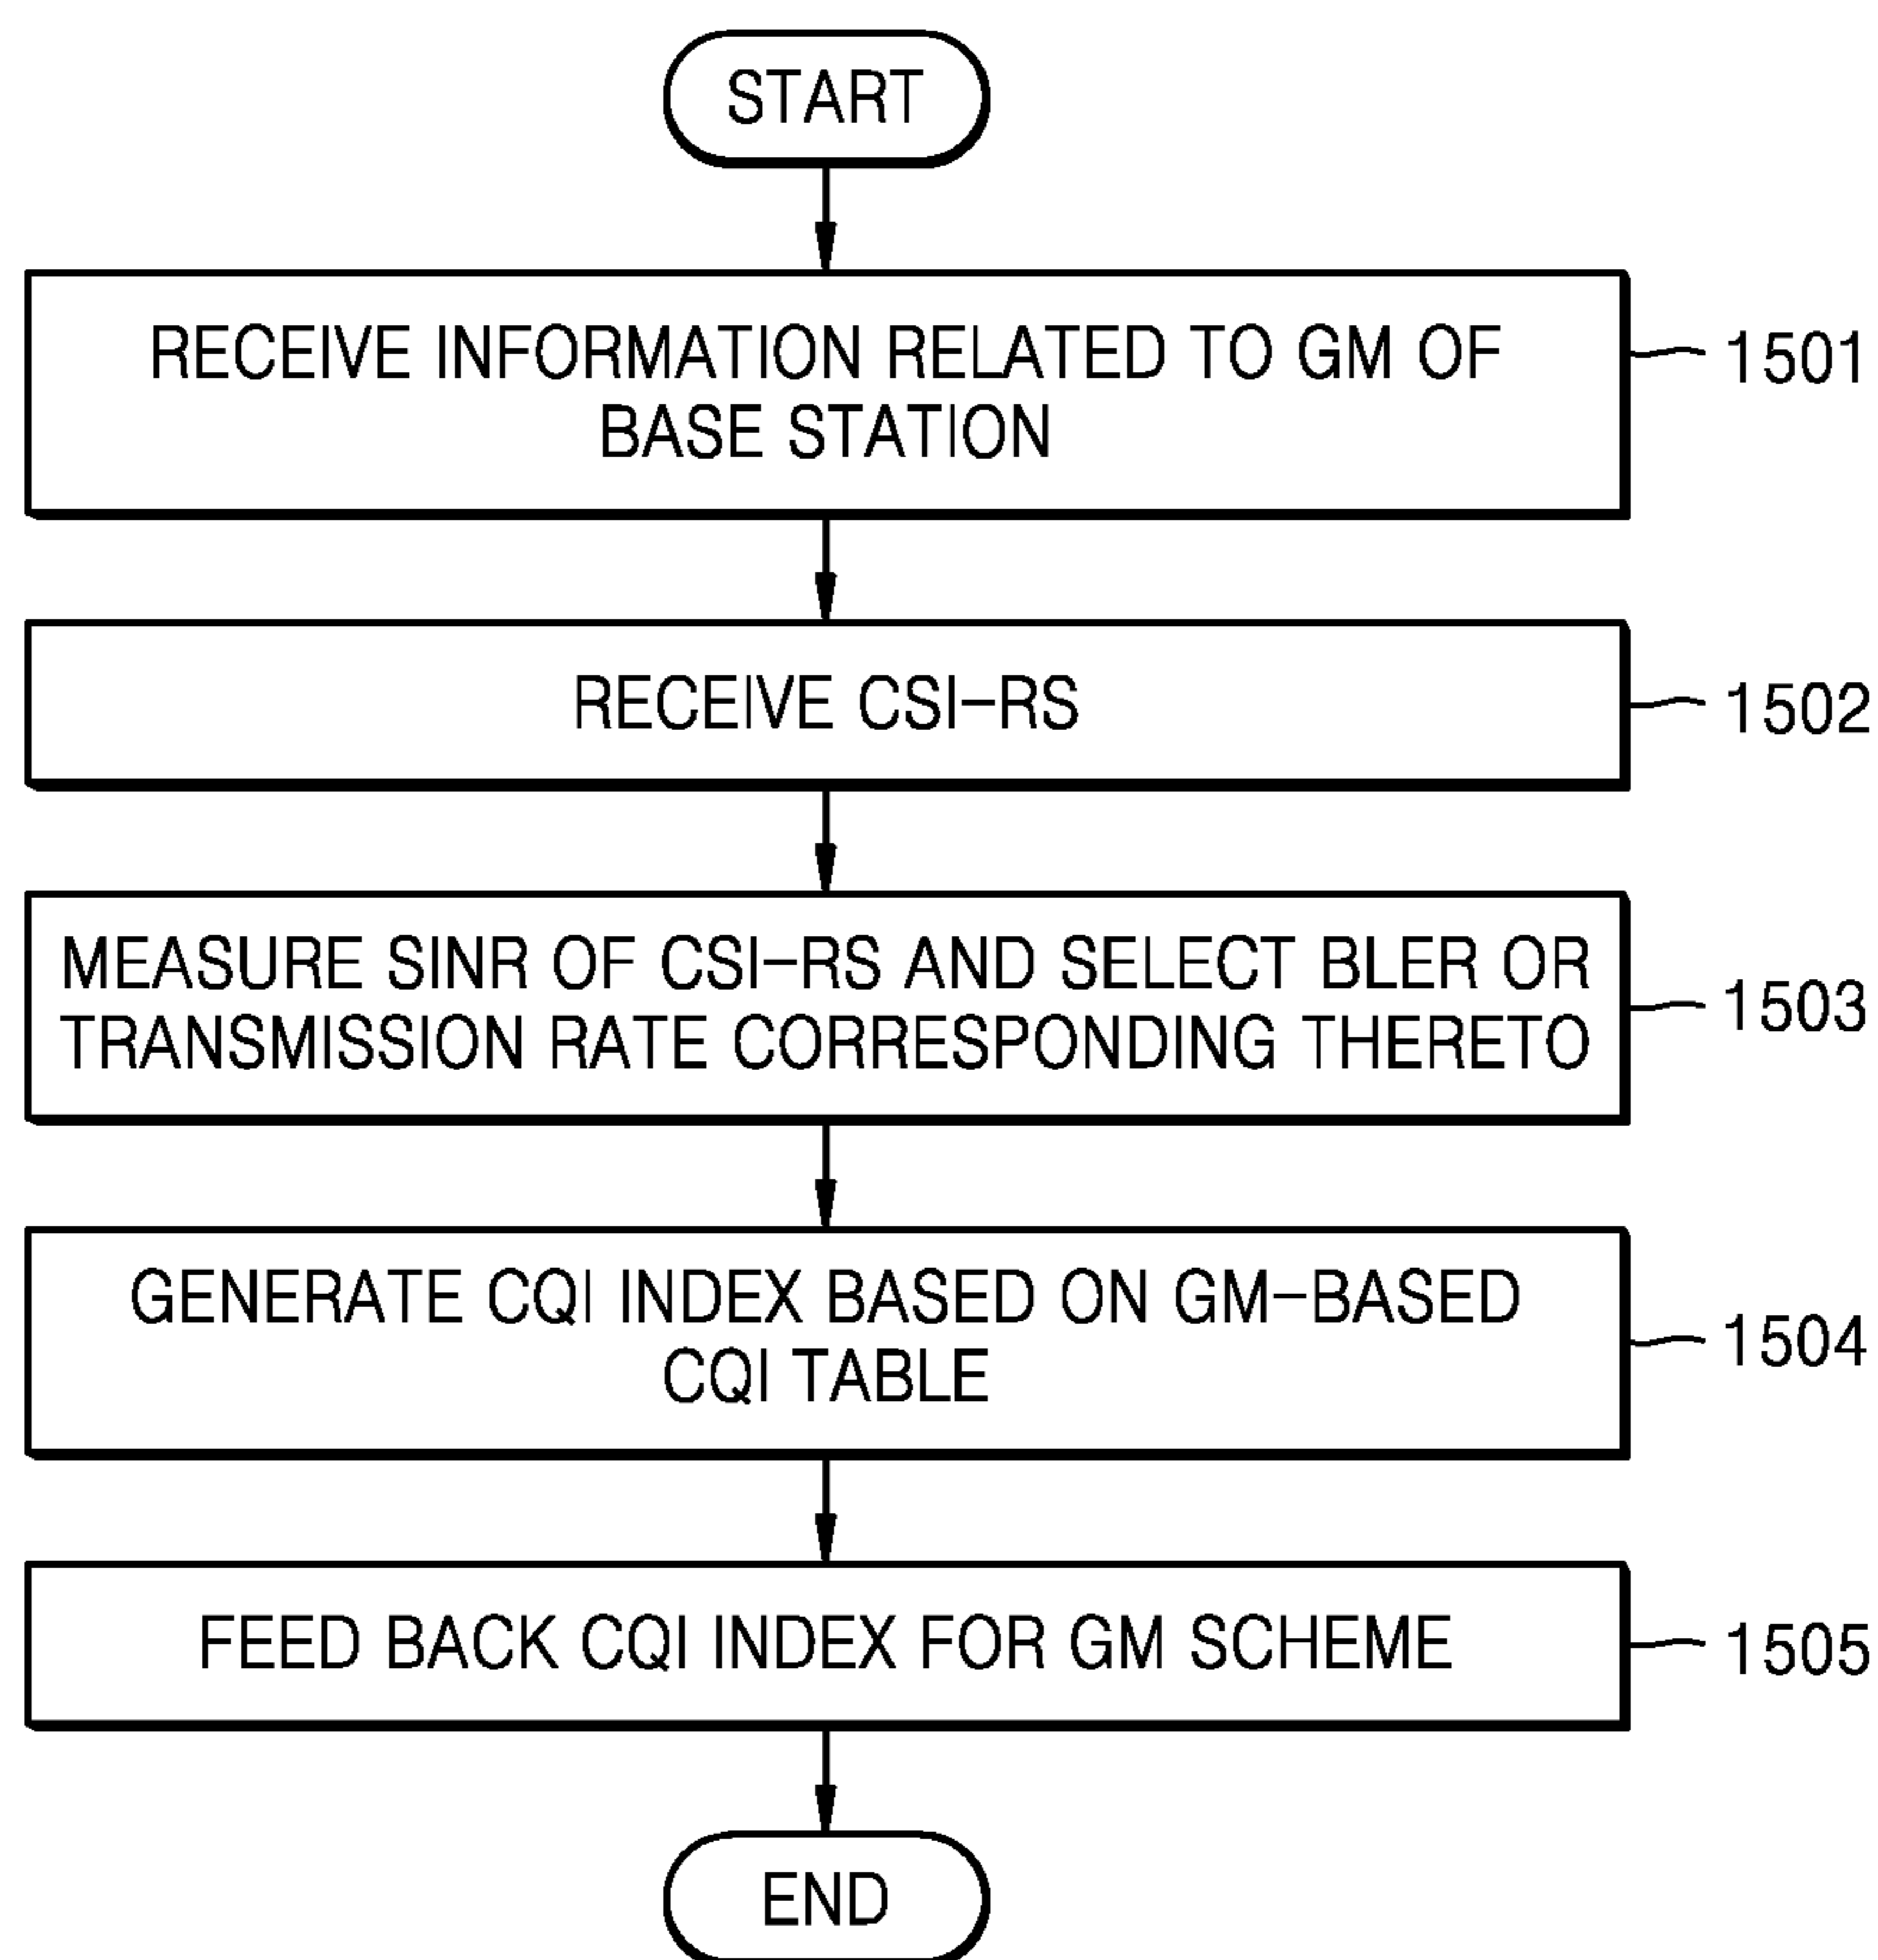 START
RECEIVE INFORMATION RELATED TO GM OF
BASE STATION
1501
RECEIVE CSI-RS
1502
MEASURE SINR OF CSI-RS AND SELECT BLER OR
TRANSMISSION RATE CORRESPONDING THERETO
1503
GENERATE CQI INDEX BASED ON GM-BASED
CQI TABLE
1504
FEED BACK CQI INDEX FOR GM SCHEME
1505
END